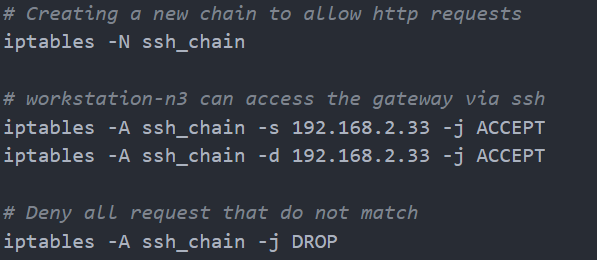 # Creating a new chain to allow http requests
iptables -N ssh_chain
# workstation-n3 can access the gateway via ssh
iptables -A ssh_chain -s 192.168.2.33 -j ACCEPT
iptables -A ssh_chain -d 192.168.2.33 -j ACCEPT
# Deny all request that do not match
iptables -A ssh_chain -j DROP